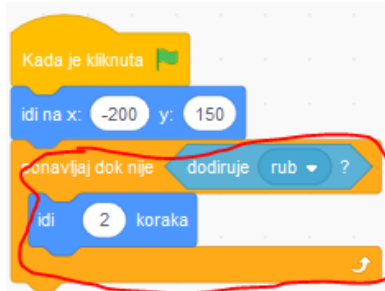 Kada je kliknuta
idi na x: -200 y: 150
ponavljaj dok nije dodiruje rub ?
idi 2 koraka